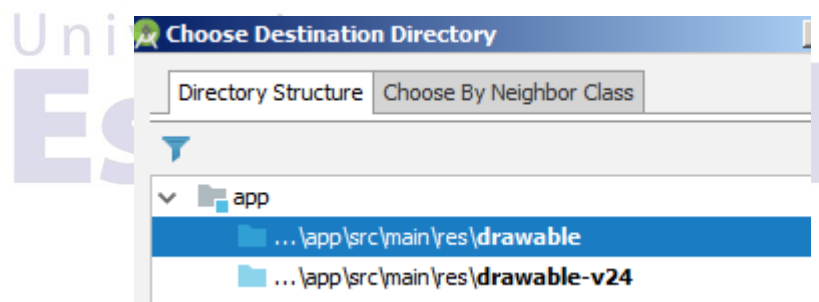 Uni
Es
Choose Destination Directory
Directory Structure Choose By Neighbor Class
app
...\app\src\main\res\drawable
...\app\src\main\res\drawable-v24